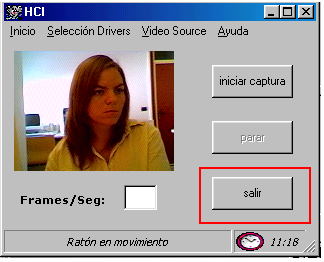 HCI
Inicio Selección Drivers Video Source Ayuda
iniciar captura
parar
salir
Frames/Seg:
Ratón en movimiento 11:18